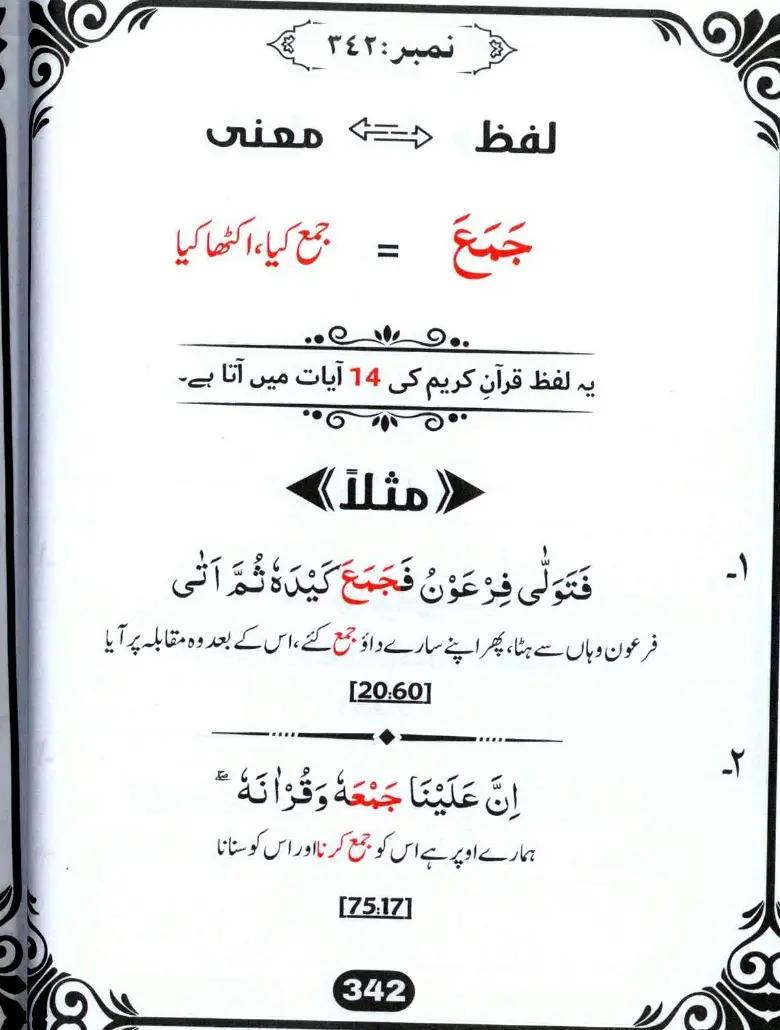 نمبر: ۳۴۲
لفظ ⇐⇒ معنی
جَمَعَ = جمع کیا، اکٹھا کیا
یہ لفظ قرآنِ کریم کی 14 آیات میں آتا ہے۔
مثلاً
۱۔ فَتَوَلّٰى فِرْعَوْنُ فَجَمَعَ كَيْدَهٗ ثُمَّ اَتٰى
فرعون وہاں سے ہٹا، پھر اپنے سارے داؤ جمع کئے، اس کے بعد وہ مقابلہ پر آیا
[20:60]
۲۔ اِنَّ عَلَيْنَا جَمْعَهٗ وَقُرْاٰنَهٗ ۖ
ہمارے اوپر ہے اس کو جمع کرنا اور اس کو سنانا
[75:17]
342